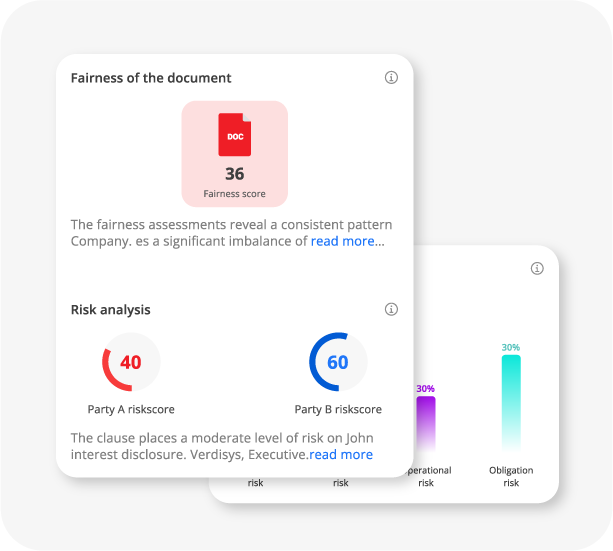 Fairness of the document
DOC
36
Fairness score
The fairness assessments reveal a consistent pattern
Company. es a significant imbalance of read more...
Risk analysis
40
60
Party A riskscore
Party B riskscore
The clause places a moderate level of risk on John
interest disclosure. Verdisys, Executive.read more
30%
30%
perational
risk
Obligation
risk
risk
risk